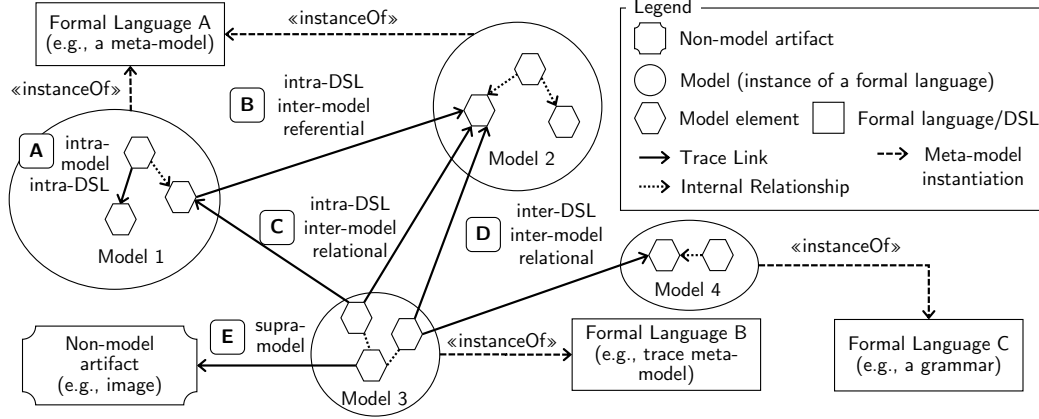 Formal Language A
(e.g., a meta-model)
«instanceOf»
«instanceOf»
A
intra-
model
intra-DSL
Model 1
B
intra-DSL
inter-model
referential
Model 2
C
intra-DSL
inter-model
relational
D
inter-DSL
inter-model
relational
Model 4
«instanceOf»
E
supra-
model
Non-model
artifact
(e.g., image)
Model 3
«instanceOf»
Formal Language B
(e.g., trace meta-
model)
Formal Language C
(e.g., a grammar)
Legend
Non-model artifact
Model (instance of a formal language)
Model element
Formal language/DSL
Trace Link
Internal Relationship
Meta-model
instantiation